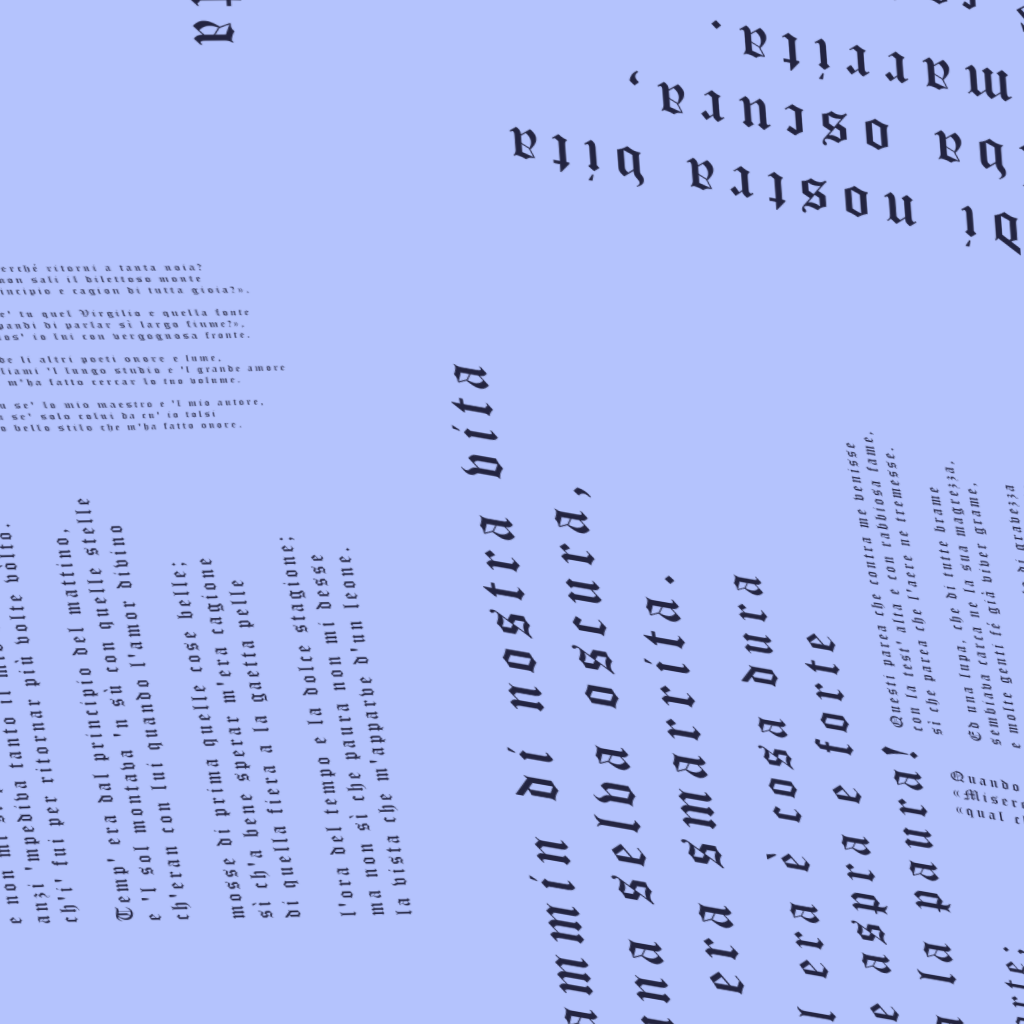 a
smarrita.
oscura,
di nostra vita
perché ritorni a tanta noia?
non sali il dilettoso monte
principio e cagion di tutta gioia?».
se' tu quel Virgilio e quella fonte
spandi di parlar sì largo fiume?»,
rispuos' io lui con vergognosa fronte.
de li altri poeti onore e lume,
vagliami 'l lungo studio e 'l grande amore
m'ha fatto cercar lo tuo volume.
Tu se' lo mio maestro e 'l mio autore,
tu se' solo colui da cu' io tolsi
lo bello stilo che m'ha fatto onore.
e non mi
tanto il mio
anzi 'mpediva tanto il mio
ch'i' fui per ritornar più volte vòlto.
Temp' era dal principio del mattino,
e 'l sol montava 'n sù con quelle stelle
ch'eran con lui quando l'amor divino
mosse di prima quelle cose belle;
sì ch'a bene sperar m'era cagione
di quella fiera a la gaetta pelle
l'ora del tempo e la dolce stagione;
ma non sì che paura non mi desse
la vista che m'apparve d'un leone.
ammin di nostra vita
una selva oscura,
era smarrita.
l era è cosa dura
e aspra e forte
la paura!
Questi parea che contra me venisse
con la test' alta e con rabbiosa fame,
sì che parea che l'aere ne tremesse.
Ed una lupa, che di tutte brame
sembiava carca ne la sua magrezza,
e molte genti fé già viver grame,
di gravezza
Quando
«Miserere
«qual